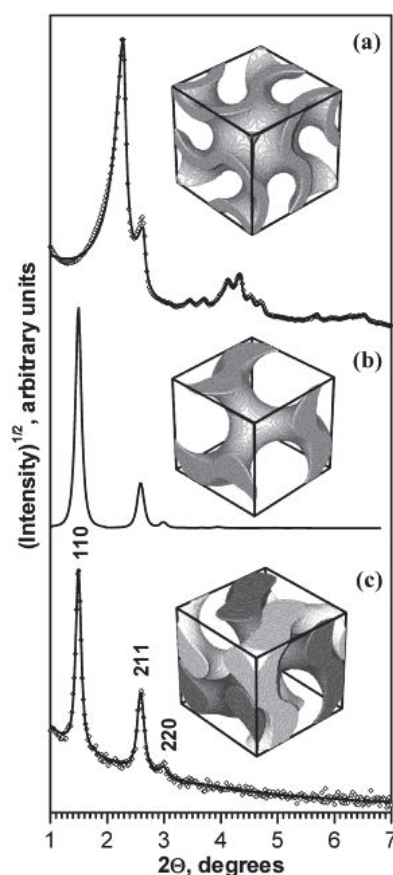 (a)
(b)
(c)
(Intensity)^1/2, arbitrary units
110
211
220
1 2 3 4 5 6 7
2Θ, degrees